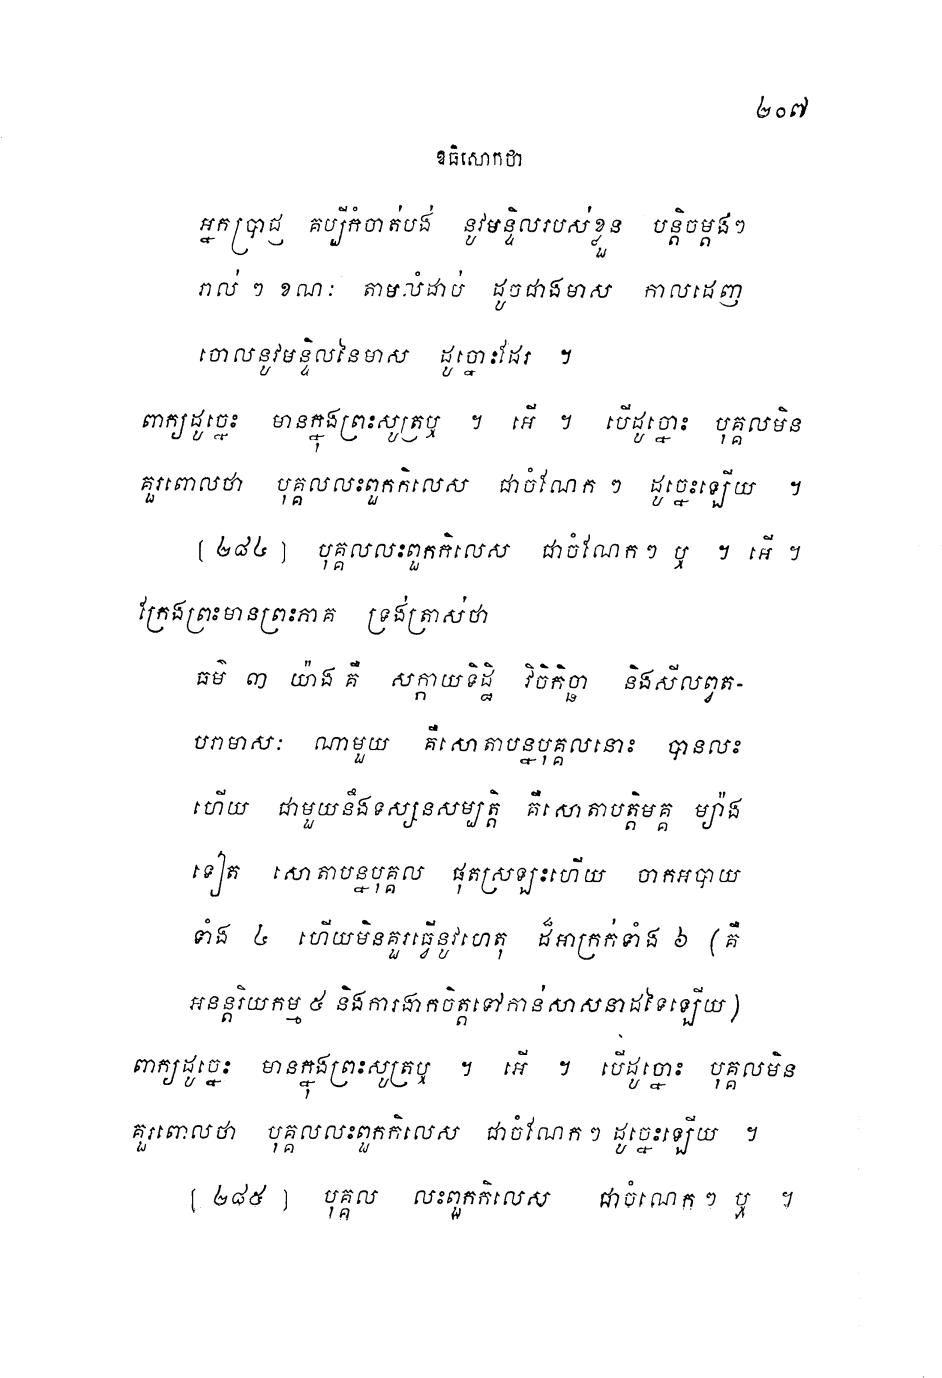 ២០៧
ឱធិសោកថា
អ្នកប្រាជ្ញ គប្បីកំចាត់បង់ នូវមន្ទិលរបស់ខ្លួន បន្តិចម្តងៗ
រាល់ ៗ ខណៈ តាមលំដាប់ ដូចជាងមាស កាលដេញ
ចោលនូវមន្ទិលនៃមាស ដូច្នោះដែរ ។
ពាក្យដូច្នេះ មានក្នុងព្រះសូត្រឬ ។ អើ ។ បើដូច្នោះ បុគ្គលមិន
គួរពោលថា បុគ្គលលះពួកកិលេស ជាចំណែក ៗ ដូច្នេះឡើយ ។
[ ២៨៤ ] បុគ្គលលះពួកកិលេស ជាចំណែកៗ ឬ ។ អើ ។
ក្រែងព្រះមានព្រះភាគ ទ្រង់ត្រាស់ថា
ធម៌ ៣ យ៉ាង គឺ សក្កាយទិដ្ឋិ វិចិកិច្ឆា និងសីលព្វត-
បរាមាសៈ ណាមួយ គឺសោតាបន្នបុគ្គលនោះ បានលះ
ហើយ ជាមួយនឹងទស្សនសម្បត្តិ គឺសោតាបត្តិមគ្គ ម្យ៉ាង
ទៀត សោតាបន្នបុគ្គល ផុតស្រឡះហើយ ចាកអបាយ
ទាំង ៤ ហើយមិនគួរធ្វើនូវហេតុ ដ៏អាក្រក់ទាំង ៦ (គឺ
អនន្តរិយកម្ម ៥ និងការងាកចិត្តទៅកាន់សាសនាដទៃឡើយ)
ពាក្យដូច្នេះ មានក្នុងព្រះសូត្រឬ ។ អើ ។ បើដូច្នោះ បុគ្គលមិន
គួរពោលថា បុគ្គលលះពួកកិលេស ជាចំណែកៗ ដូច្នេះឡើយ ។
[ ២៨៥ ] បុគ្គល លះពួកកិលេស ជាចំណែកៗ ឬ ។